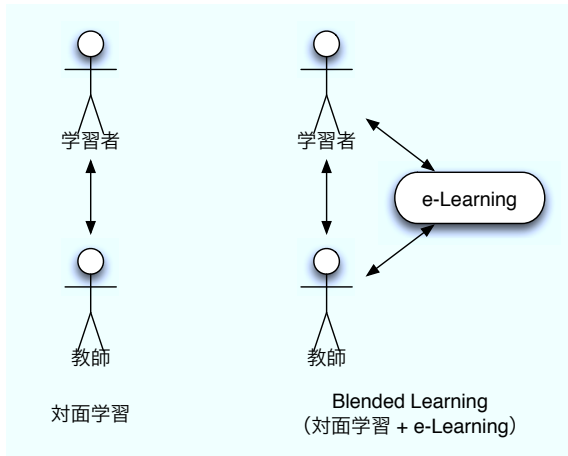 学習者
教師
対面学習
学習者
e-Learning
教師
Blended Learning
（対面学習 + e-Learning）